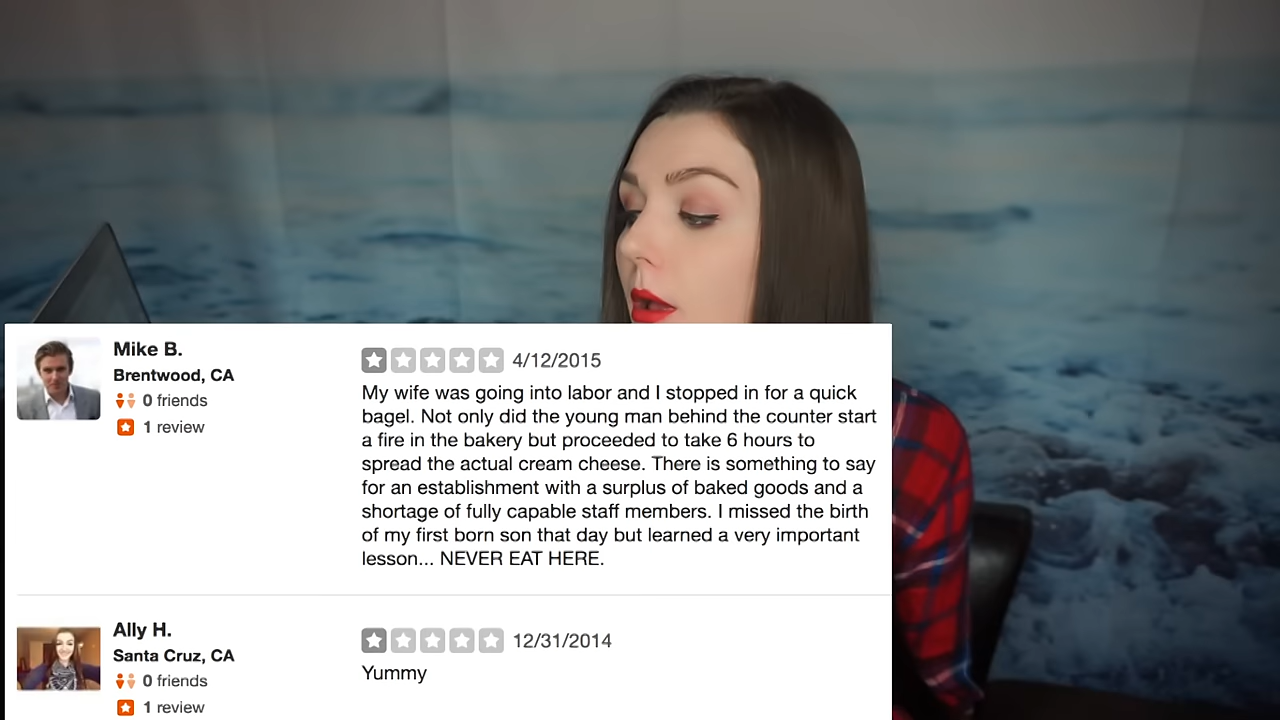 Mike B.
Brentwood, CA
0 friends
1 review
4/12/2015
My wife was going into labor and I stopped in for a quick
bagel. Not only did the young man behind the counter start
a fire in the bakery but proceeded to take 6 hours to
spread the actual cream cheese. There is something to say
for an establishment with a surplus of baked goods and a
shortage of fully capable staff members. I missed the birth
of my first born son that day but learned a very important
lesson... NEVER EAT HERE.
Ally H.
Santa Cruz, CA
0 friends
1 review
12/31/2014
Yummy